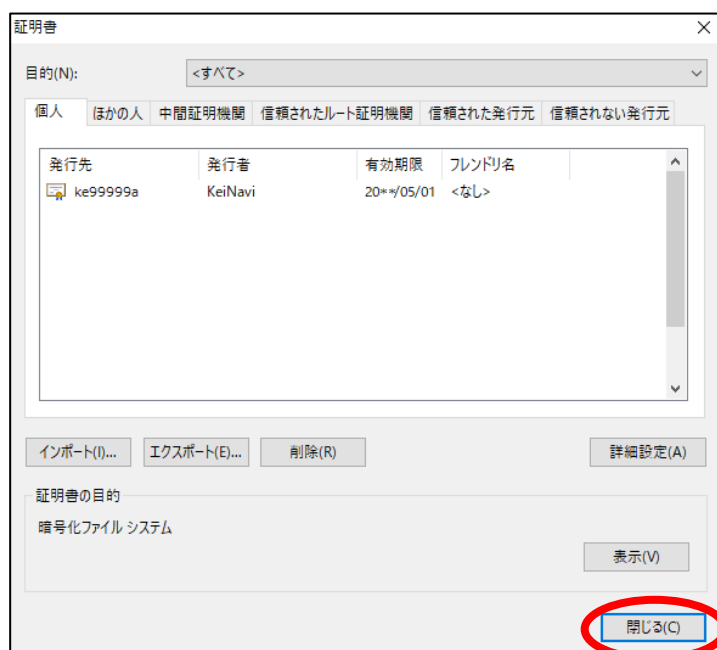 証明書
目的(N): <すべて>
個人 ほかの人 中間証明機関 信頼されたルート証明機関 信頼された発行元 信頼されない発行元
発行先 発行者 有効期限 フレンドリ名
ke99999a KeiNavi 20**/05/01 <なし>
インポート(I)... エクスポート(E)... 削除(R) 詳細設定(A)
証明書の目的
暗号化ファイル システム
表示(V)
閉じる(C)